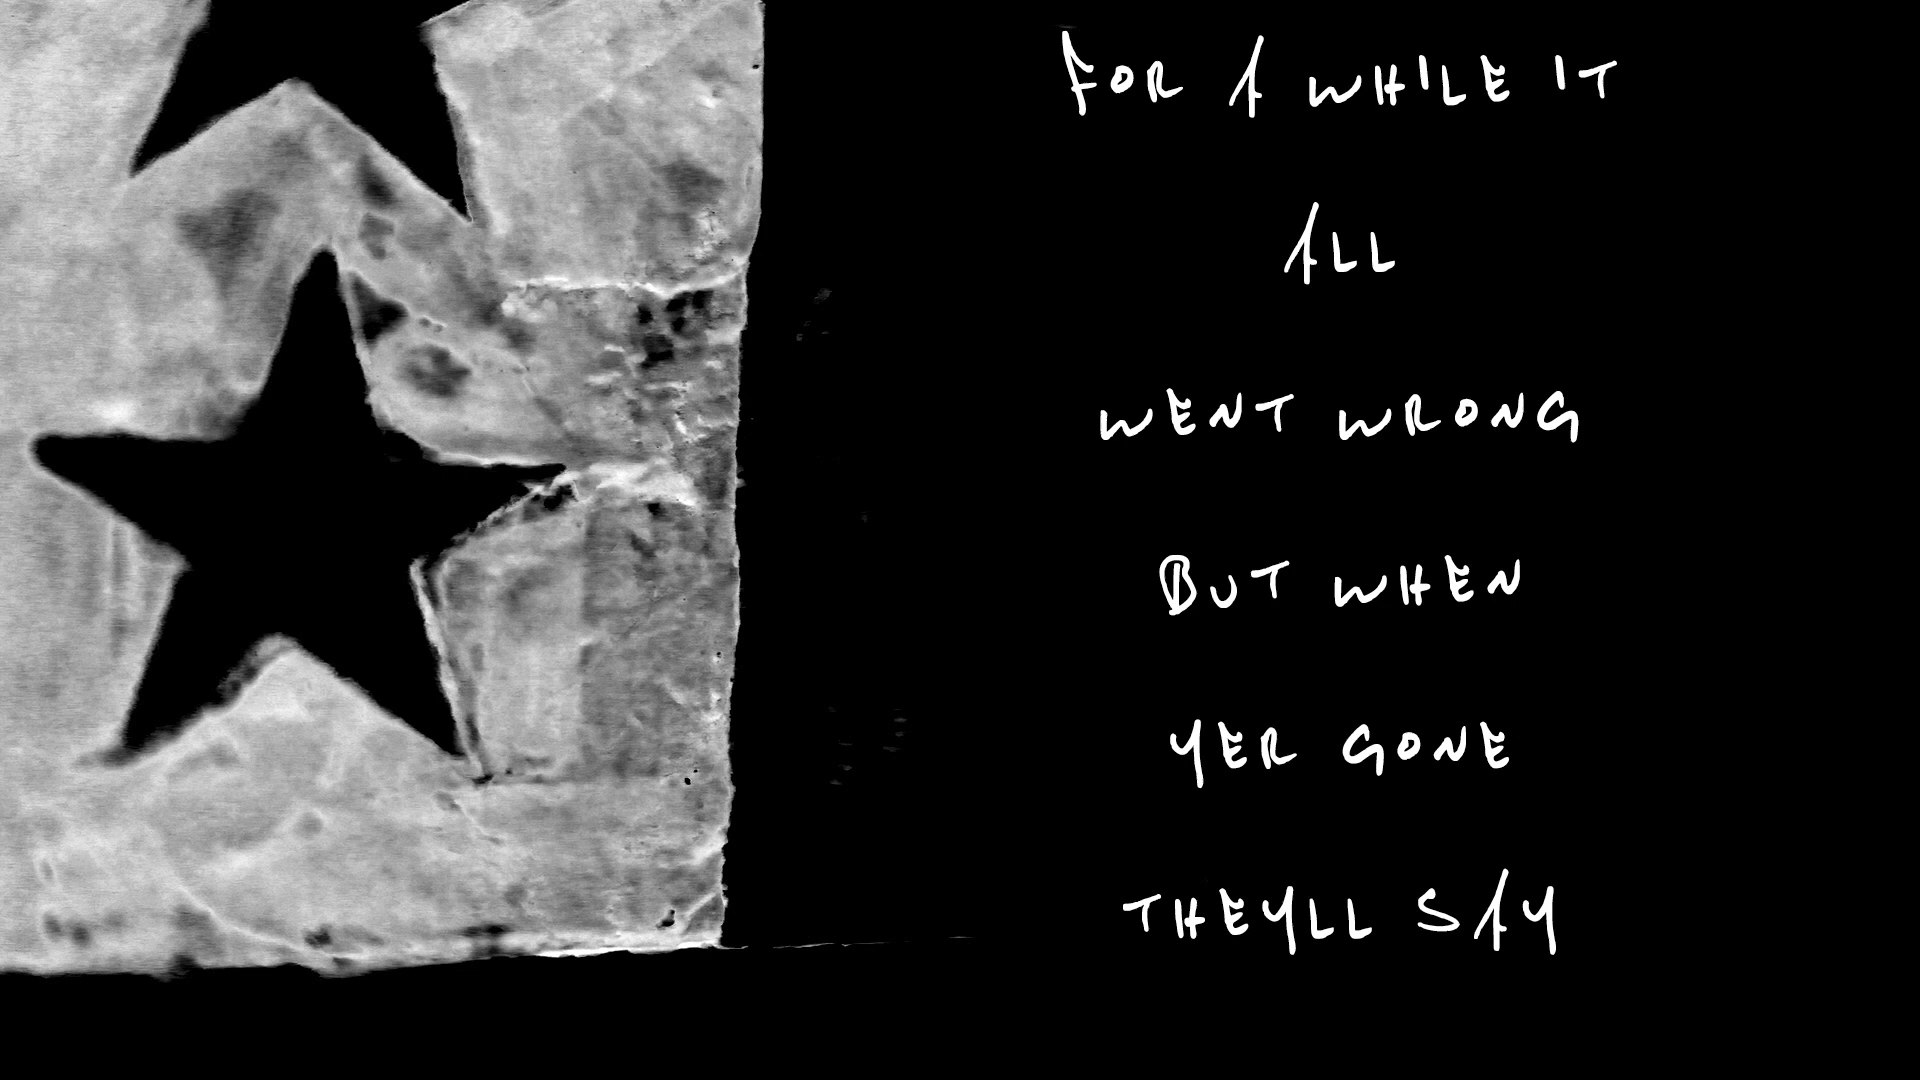 FOR A WHILE IT
ALL
WENT WRONG
BUT WHEN
YER GONE
THEYLL SAY